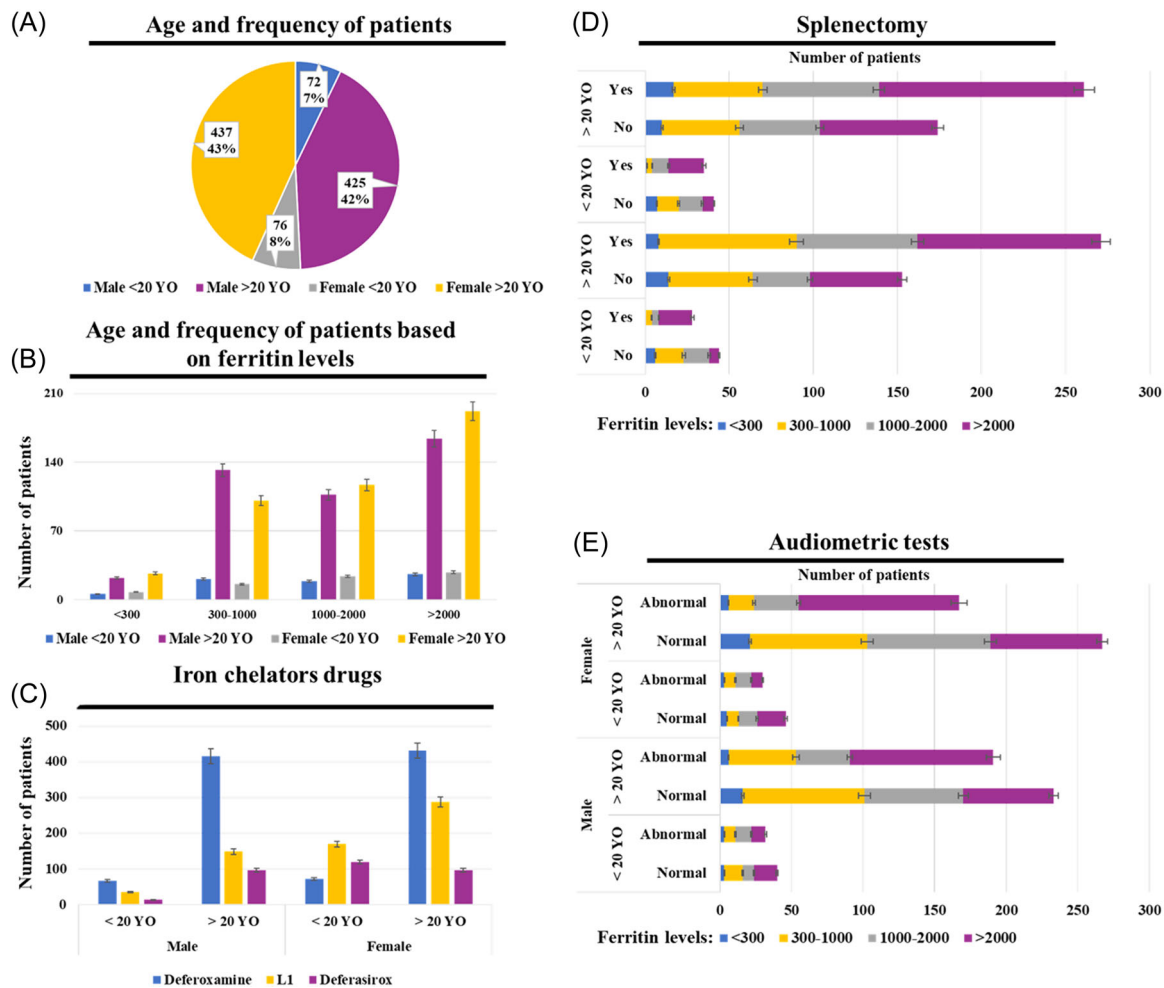 (A)
Age and frequency of patients
72
7%
437
43%
425
42%
76
8%
Male <20 YO Male >20 YO Female <20 YO Female >20 YO
(B)
Age and frequency of patients based
on ferritin levels
Number of patients
210
140
70
0
<300 300-1000 1000-2000 >2000
Male <20 YO Male >20 YO Female <20 YO Female >20 YO
(C)
Iron chelators drugs
Number of patients
500
400
300
200
100
0
< 20 YO > 20 YO < 20 YO > 20 YO
Male Female
Deferoxamine L1 Deferasirox
(D)
Splenectomy
Number of patients
> 20 YO
Yes
No
< 20 YO
Yes
No
> 20 YO
Yes
No
< 20 YO
Yes
No
0 50 100 150 200 250 300
Ferritin levels: <300 300-1000 1000-2000 >2000
(E)
Audiometric tests
Number of patients
Female
> 20 YO
Abnormal
Normal
< 20 YO
Abnormal
Normal
Male
> 20 YO
Abnormal
Normal
< 20 YO
Abnormal
Normal
0 50 100 150 200 250 300
Ferritin levels: <300 300-1000 1000-2000 >2000